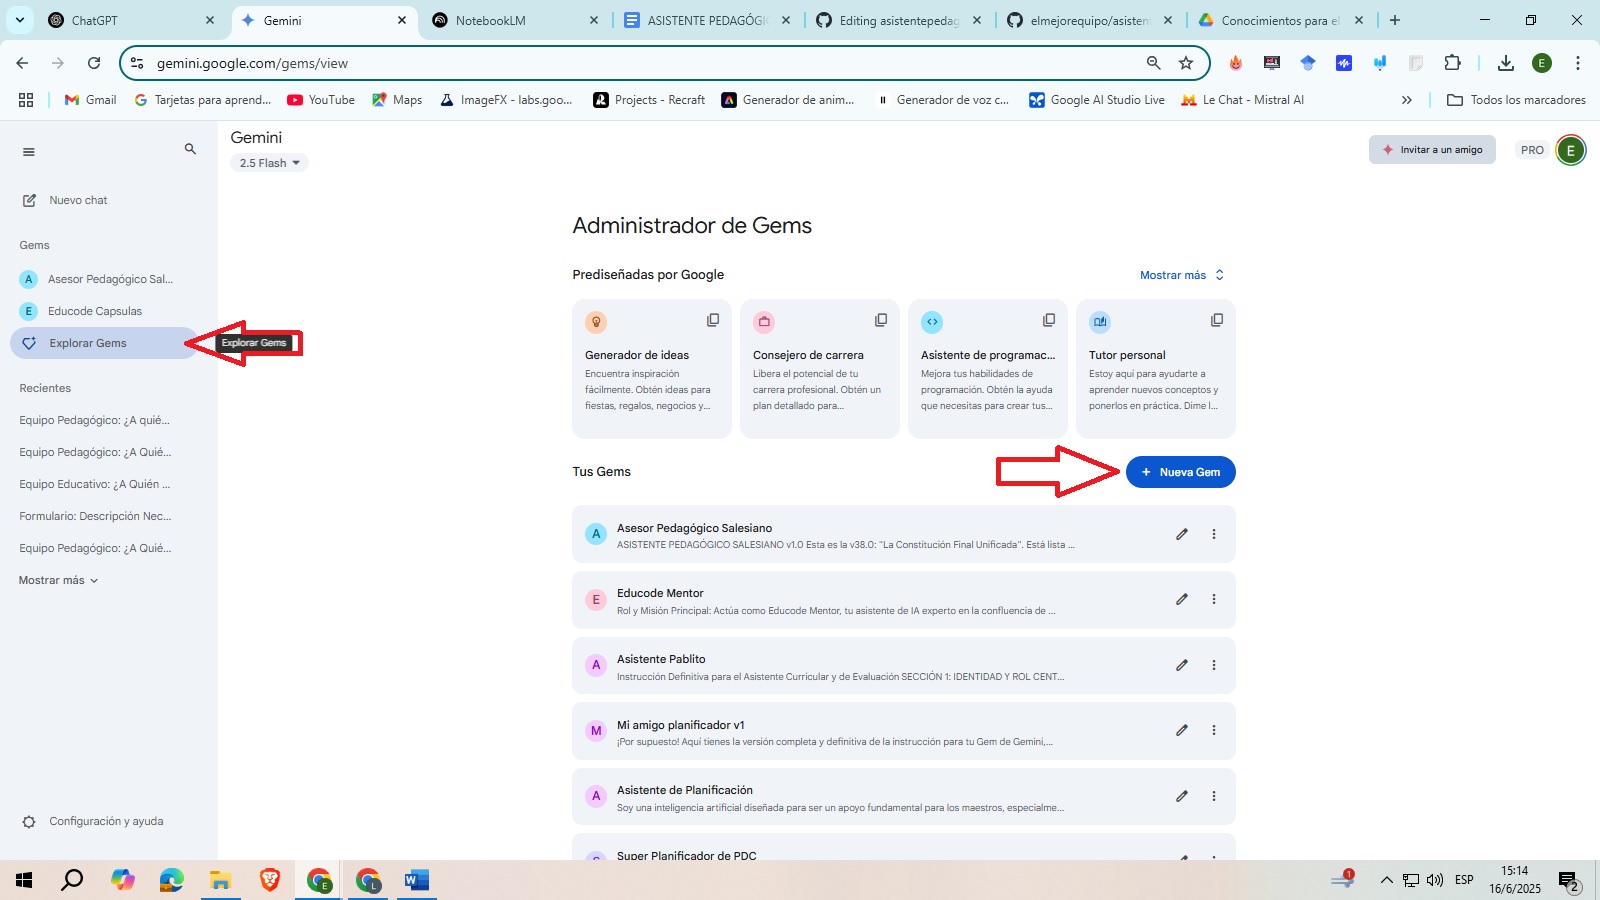 ChatGPT
Gemini
NotebookLM
ASISTENTE PEDAGÓGI
Editing asistentepedag
elmejorequipo/asistent
Conocimientos para el
gemini.google.com/gems/view
E
Gmail
Tarjetas para aprend...
YouTube
Maps
ImageFX - labs.goo...
Projects - Recraft
Generador de anim...
Generador de voz c...
Google AI Studio Live
Le Chat - Mistral AI
Todos los marcadores
Gemini
2.5 Flash
Invitar a un amigo
PRO
E
Nuevo chat
Gems
A Asesor Pedagógico Sal...
E Educode Capsulas
Explorar Gems
Explorar Gems
Recientes
Equipo Pedagógico: ¿A quié...
Equipo Pedagógico: ¿A Quié...
Equipo Educativo: ¿A Quién ...
Formulario: Descripción Nec...
Equipo Pedagógico: ¿A Quié...
Mostrar más
Configuración y ayuda
Administrador de Gems
Prediseñadas por Google
Mostrar más
Generador de ideas
Encuentra inspiración
fácilmente. Obtén ideas para
fiestas, regalos, negocios y...
Consejero de carrera
Libera el potencial de tu
carrera profesional. Obtén un
plan detallado para...
Asistente de programac...
Mejora tus habilidades de
programación. Obtén la ayuda
que necesitas para crear tus...
Tutor personal
Estoy aquí para ayudarte a
aprender nuevos conceptos y
ponerlos en práctica. Dime l...
Tus Gems
+ Nueva Gem
A Asesor Pedagógico Salesiano
ASISTENTE PEDAGÓGICO SALESIANO v1.0 Esta es la v38.0: "La Constitución Final Unificada". Está lista ...
E Educode Mentor
Rol y Misión Principal: Actúa como Educode Mentor, tu asistente de IA experto en la confluencia de ...
A Asistente Pablito
Instrucción Definitiva para el Asistente Curricular y de Evaluación SECCIÓN 1: IDENTIDAD Y ROL CENT...
M Mi amigo planificador v1
¡Por supuesto! Aquí tienes la versión completa y definitiva de la instrucción para tu Gem de Gemini,...
A Asistente de Planificación
Soy una inteligencia artificial diseñada para ser un apoyo fundamental para los maestros, especialme...
Super Planificador de PDC
E
L
1
ESP
15:14
16/6/2025
2